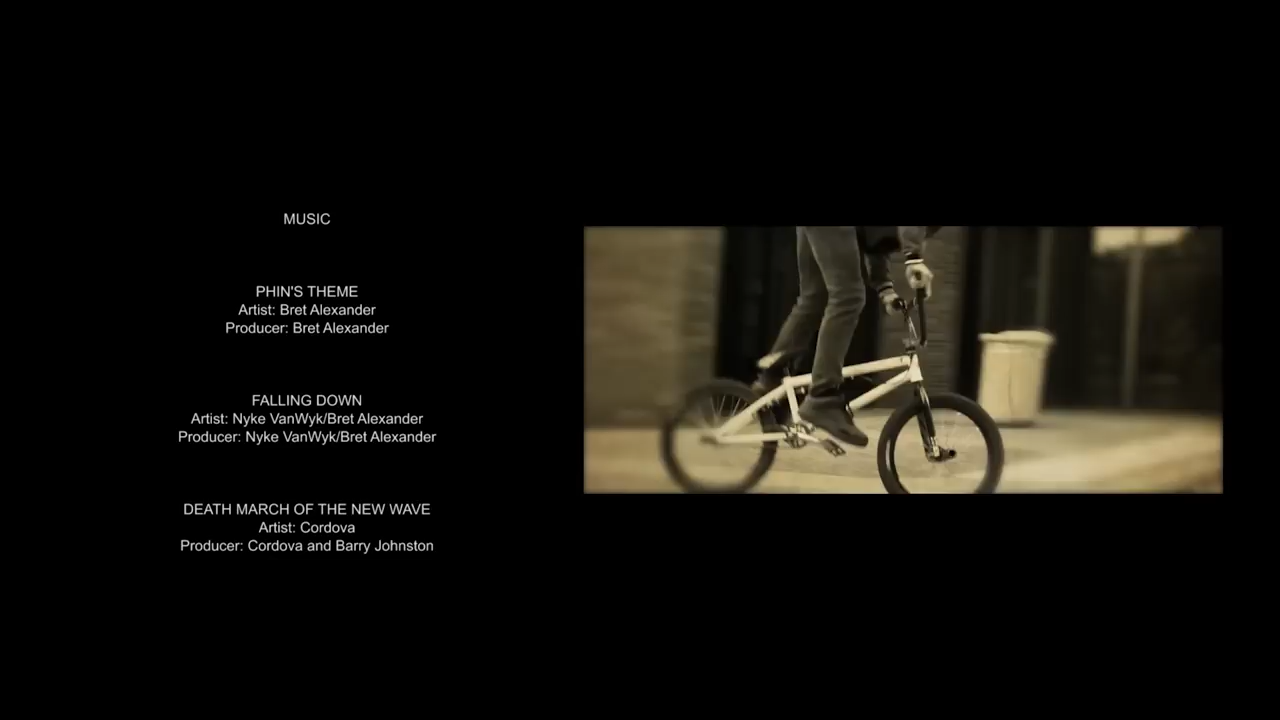 MUSIC
PHIN'S THEME
Artist: Bret Alexander
Producer: Bret Alexander
FALLING DOWN
Artist: Nyke VanWyk/Bret Alexander
Producer: Nyke VanWyk/Bret Alexander
DEATH MARCH OF THE NEW WAVE
Artist: Cordova
Producer: Cordova and Barry Johnston